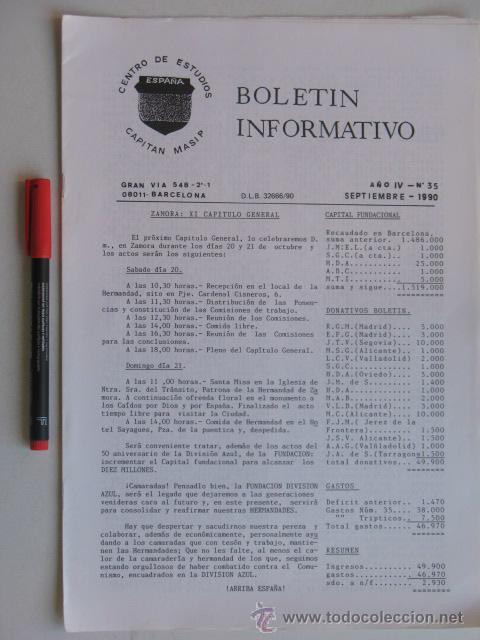 CENTRO DE ESTUDIOS
ESPAÑA
CAPITAN MASIP
BOLETIN
INFORMATIVO
GRAN VIA 548 -2º-1
08011- BARCELONA
D.L.B. 32666/90
AÑO IV - Nº 35
SEPTIEMBRE - 1990
ZAMORA: XI CAPITULO GENERAL
El próximo Capítulo General, lo celebraremos D.
m., en Zamora durante los días 20 y 21 de octubre y
los actos serán los siguientes:
Sabado día 20.
A las 10,30 horas.- Recepción en el local de la
Hermandad, sito en Pje. Cardenal Cisneros, 6.
A las 11,30 horas.- Distribución de las Ponen-
cias y constitución de las Comisiones de trabajo.
A las 12,30 horas.- Reunión de las Comisiones.
A las 14,00 horas.- Comida libre.
A las 16,30 horas.- Reunión de las Comisiones
para las conclusiones.
A las 18,00 horas.- Pleno del Capítulo General.
Domingo día 21.
A las 11,00 horas.- Santa Misa en la Iglesia de
Ntra. Sra. del Tránsito, Patrona de la Hermandad de Za
mora. A continuación ofrenda floral en el monumento a
los Caídos por Dios y por España. Finalizado el acto
tiempo libre para visitar la Ciudad.
A las 14,00 horas.- Comida de Hermandad en el Ho
tel Sayagues, Pza. de la puentica y, despedida.
Será conveniente tratar, además de los actos del
50 aniversario de la División Azul, de la FUNDACION:
incrementar el Capital fundacional para alcanzar los
DIEZ MILLONES.
¡Camaradas! Pensadlo bien, la FUNDACION DIVISION
AZUL, será el legado que dejaremos a las generaciones
venideras cara al futuro y, en este presente, servirá
para consolidar y reafirmar nuestras HERMANDADES.
Hay que despertar y sacudirnos nuestra pereza y
colaborar, además de económicamente, personalmente ayu
dando a los camaradas que con tesón y trabajo, mantie-
nen las Hermandades; Que no les falte, al menos el ca-
lor de la camaradería y hermandad de los que, seguimos
estando orgullosos de haber combatido contra el Comu-
nismo, encuadrados en la DIVISION AZUL.
¡ARRIBA ESPAÑA!
CAPITAL FUNDACIONAL
Recaudado en Barcelona,
suma anterior. 1.486.000
J.M.E.L.(a cta.) 1.000
S.G.C.(a cta.).. 1.000
H.D.A........... 25.000
A.B.C........... 1.000
M.T.I........... 5.000
suma y sigue... 1.519.000
DONATIVOS BOLETIN.
R.G.M.(Madrid)... 3.000
E.P.G.(Madrid)... 3.000
J.T.V.(Segovia).. 10.000
M.S.G.(Alicante).. 1.000
L.C.V.(Valladolid) 2.000
S.G.C............ 1.000
H.D.A.(Oviedo)... 5.000
J.M. de S........ 1.400
H.D.A............ 1.000
M.A.B............ 2.000
V.L.B.(Madrid)... 3.000
M.C.(Alicante)... 10.000
F.J.M.( Jerez de la
Frontera)....... 1.500
J.S.V. Alicante). 1.500
A.A.G.(Valladolid) 1.000
J.A. de S.(Tarragona)1.500
total donativos.. 49.900
GASTOS
Deficit anterior.. 1.470
Gastos Núm. 35.... 38.000
"" Trípticos.. 7.500
Total gastos... 46.970
RESUMEN
Ingresos......... 49.900
gastos........... 46.970
sdo. a n/f....... 2.930
todocoleccion.net